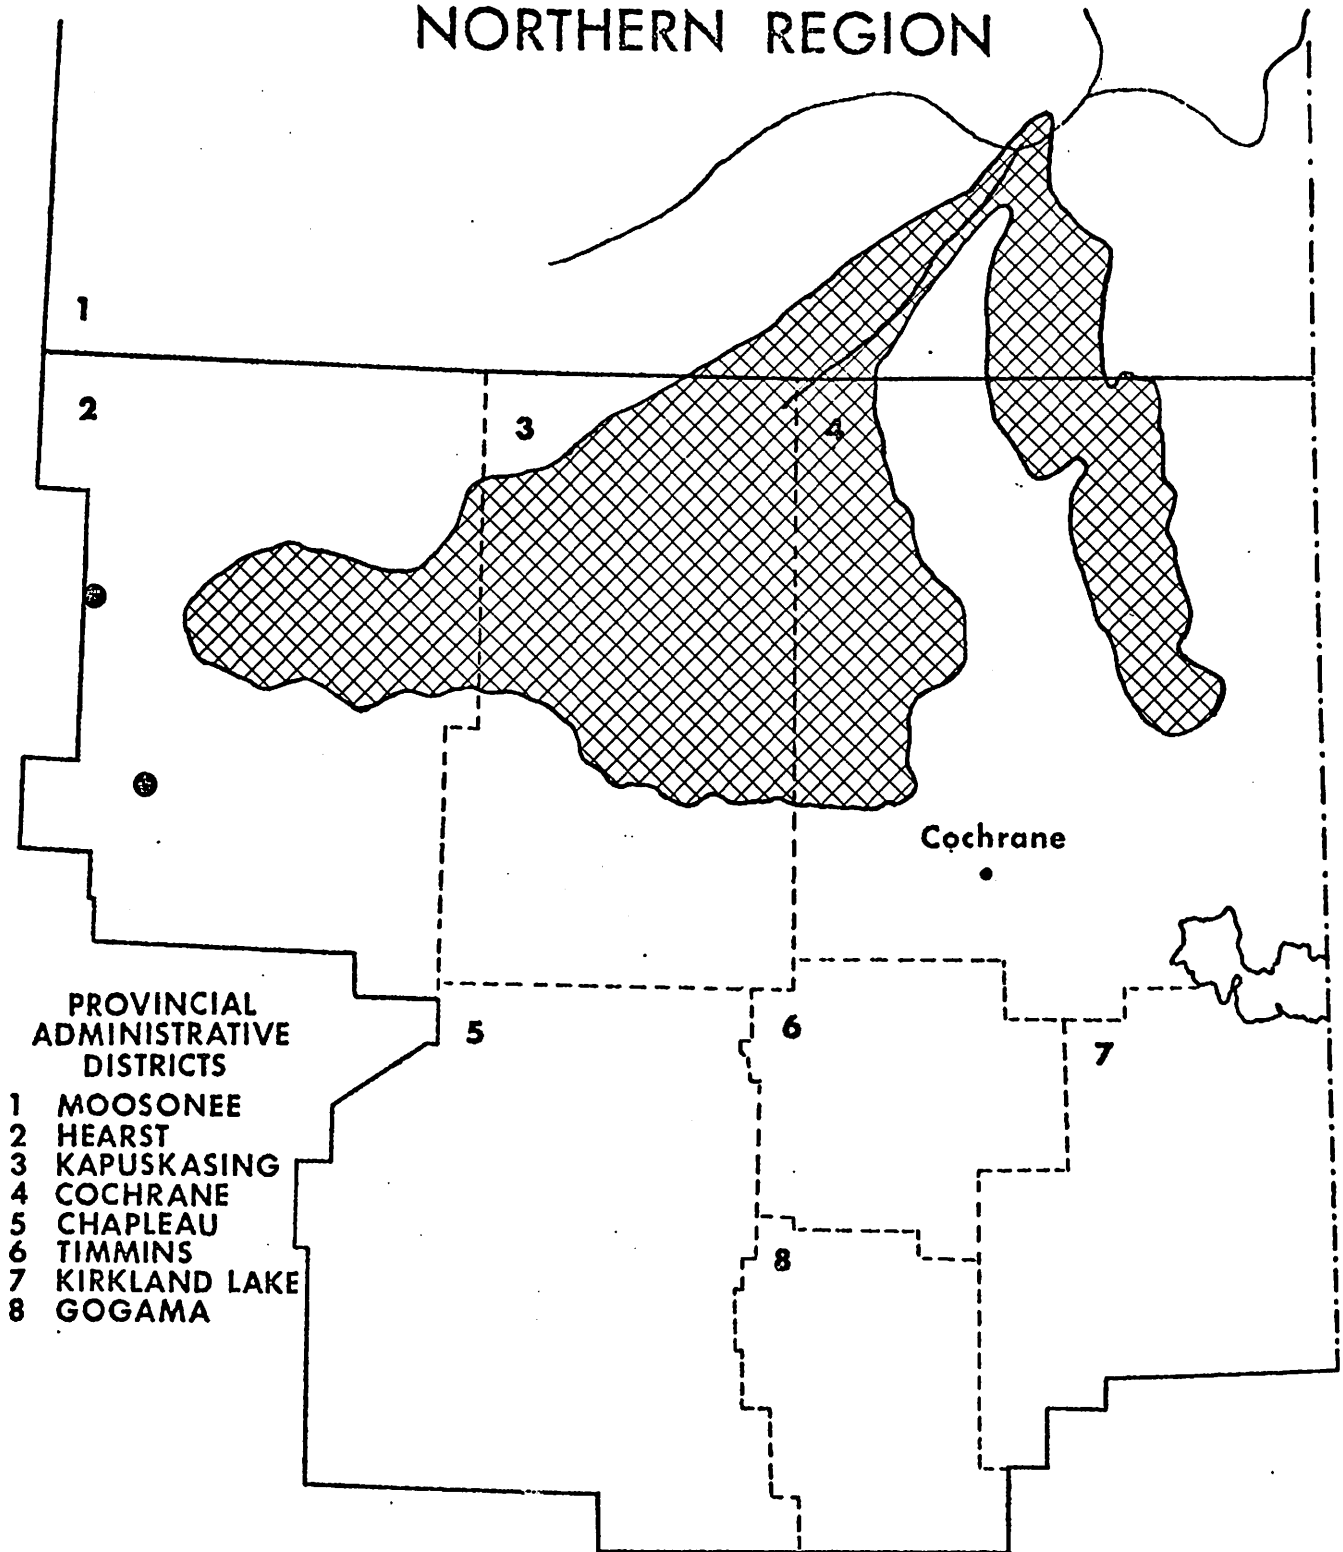 NORTHERN REGION
1
2
3
4
Cochrane
5
6
7
8
PROVINCIAL
ADMINISTRATIVE
DISTRICTS
1 MOOSONEE
2 HEARST
3 KAPUSKASING
4 COCHRANE
5 CHAPLEAU
6 TIMMINS
7 KIRKLAND LAKE
8 GOGAMA